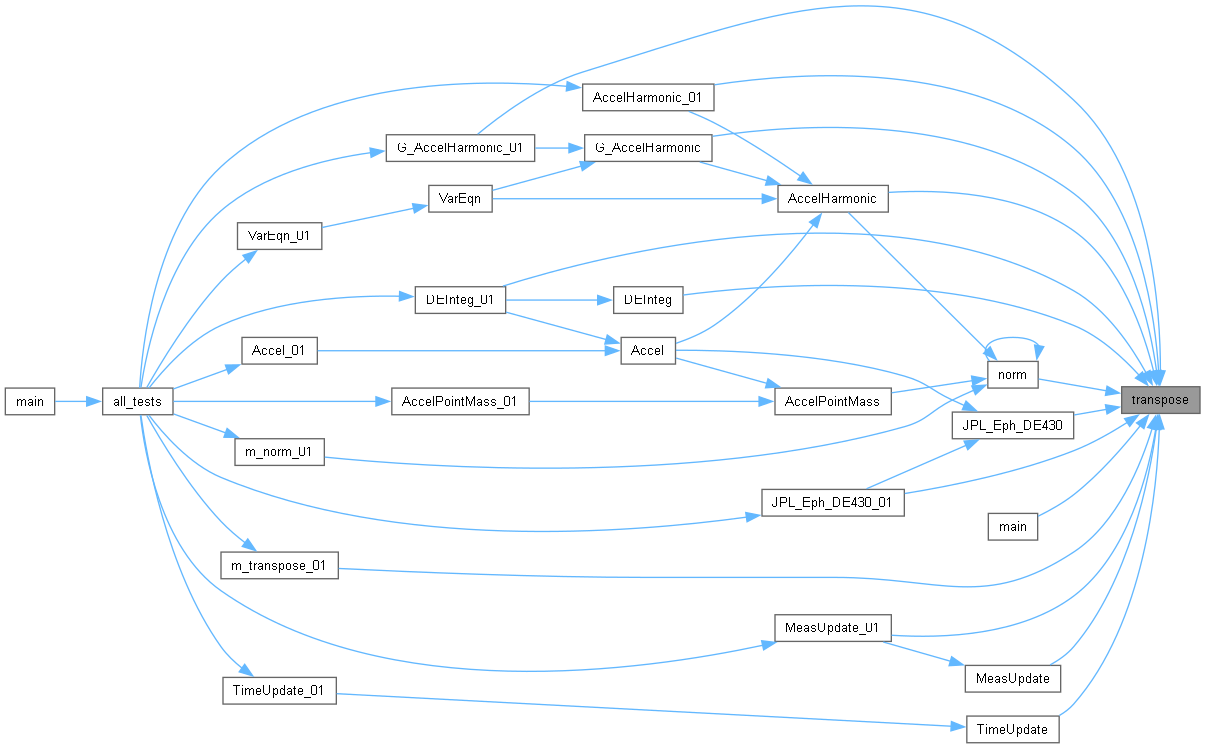 AccelHarmonic_01
G_AccelHarmonic_U1
G_AccelHarmonic
VarEqn
AccelHarmonic
VarEqn_U1
DEInteg_U1
DEInteg
Accel_01
Accel
norm
main
all_tests
AccelPointMass_01
AccelPointMass
transpose
JPL_Eph_DE430
m_norm_U1
JPL_Eph_DE430_01
main
m_transpose_01
MeasUpdate_U1
MeasUpdate
TimeUpdate_01
TimeUpdate